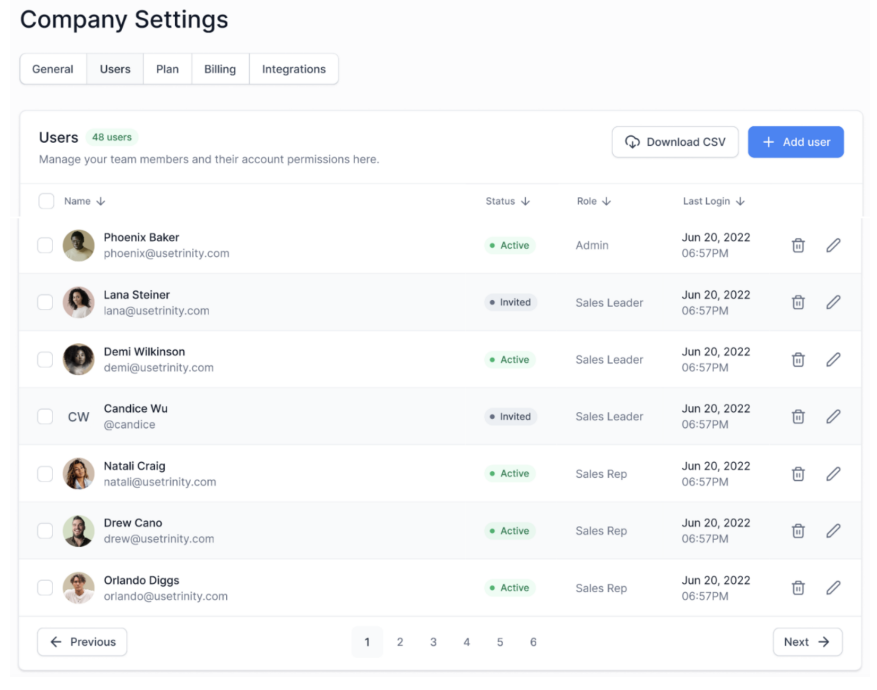 Company Settings
General Users Plan Billing Integrations
Users 48 users
Manage your team members and their account permissions here.
Download CSV + Add user
Name Status Role Last Login
Phoenix Baker
phoenix@usetrinity.com
Active Admin
Jun 20, 2022
06:57PM
Lana Steiner
lana@usetrinity.com
Invited Sales Leader
Jun 20, 2022
06:57PM
Demi Wilkinson
demi@usetrinity.com
Active Sales Leader
Jun 20, 2022
06:57PM
CW
Candice Wu
@candice
Invited Sales Leader
Jun 20, 2022
06:57PM
Natali Craig
natali@usetrinity.com
Active Sales Rep
Jun 20, 2022
06:57PM
Drew Cano
drew@usetrinity.com
Active Sales Rep
Jun 20, 2022
06:57PM
Orlando Diggs
orlando@usetrinity.com
Active Sales Rep
Jun 20, 2022
06:57PM
Previous 1 2 3 4 5 6 Next